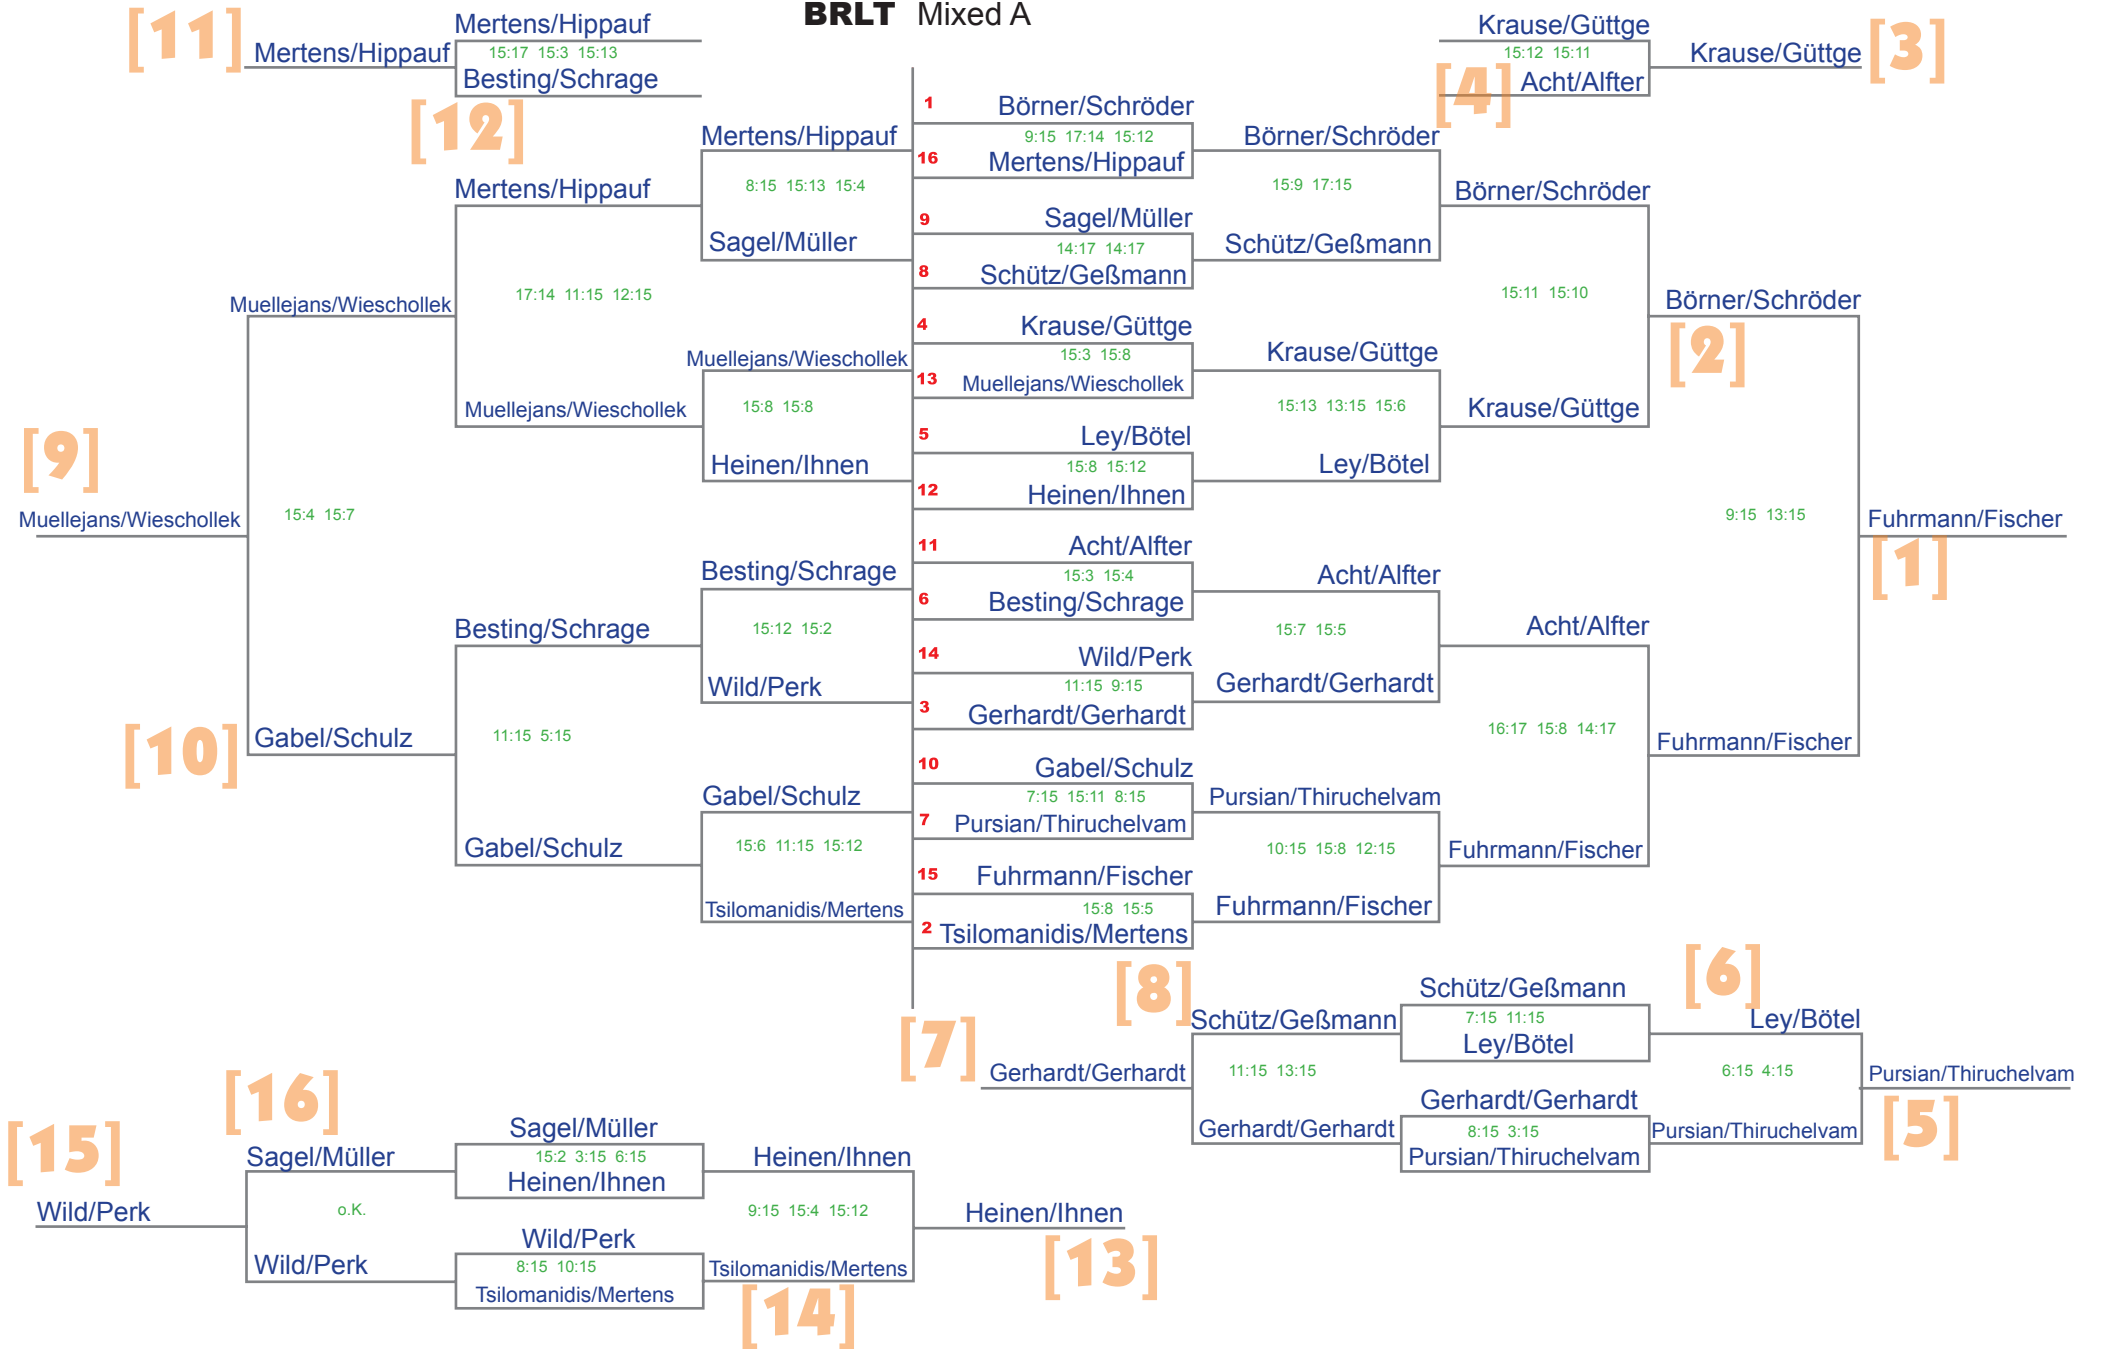 BRLT Mixed A
[11]
Mertens/Hippauf
Mertens/Hippauf
15:17 15:3 15:13
Besting/Schrage
[12]
Krause/Güttge
15:12 15:11
Acht/Alfter
[4]
Krause/Güttge
[3]
1 Börner/Schröder
9:15 17:14 15:12
16 Mertens/Hippauf
9 Sagel/Müller
14:17 14:17
8 Schütz/Geßmann
4 Krause/Güttge
15:3 15:8
13 Muellejans/Wieschollek
5 Ley/Bötel
15:8 15:12
12 Heinen/Ihnen
11 Acht/Alfter
15:3 15:4
6 Besting/Schrage
14 Wild/Perk
11:15 9:15
3 Gerhardt/Gerhardt
10 Gabel/Schulz
7:15 15:11 8:15
7 Pursian/Thiruchelvam
15 Fuhrmann/Fischer
15:8 15:5
2 Tsilomanidis/Mertens
Börner/Schröder
15:9 17:15
Schütz/Geßmann
Krause/Güttge
15:13 13:15 15:6
Ley/Bötel
Acht/Alfter
15:7 15:5
Gerhardt/Gerhardt
Pursian/Thiruchelvam
10:15 15:8 12:15
Fuhrmann/Fischer
Börner/Schröder
15:11 15:10
Krause/Güttge
Acht/Alfter
16:17 15:8 14:17
Fuhrmann/Fischer
Börner/Schröder
[2]
9:15 13:15
Fuhrmann/Fischer
Fuhrmann/Fischer
[1]
Mertens/Hippauf
8:15 15:13 15:4
Sagel/Müller
Muellejans/Wieschollek
15:8 15:8
Heinen/Ihnen
Besting/Schrage
15:12 15:2
Wild/Perk
Gabel/Schulz
15:6 11:15 15:12
Tsilomanidis/Mertens
Mertens/Hippauf
17:14 11:15 12:15
Muellejans/Wieschollek
Besting/Schrage
11:15 5:15
Gabel/Schulz
Muellejans/Wieschollek
15:4 15:7
Gabel/Schulz
[10]
[9]
Muellejans/Wieschollek
[8]
Schütz/Geßmann
11:15 13:15
Gerhardt/Gerhardt
[7]
Gerhardt/Gerhardt
Schütz/Geßmann
7:15 11:15
Ley/Bötel
Gerhardt/Gerhardt
8:15 3:15
Pursian/Thiruchelvam
[6]
Ley/Bötel
6:15 4:15
Pursian/Thiruchelvam
Pursian/Thiruchelvam
[5]
[16]
[15]
Sagel/Müller
o.K.
Wild/Perk
Wild/Perk
Sagel/Müller
15:2 3:15 6:15
Heinen/Ihnen
Wild/Perk
8:15 10:15
Tsilomanidis/Mertens
Heinen/Ihnen
9:15 15:4 15:12
Tsilomanidis/Mertens
[14]
Heinen/Ihnen
[13]